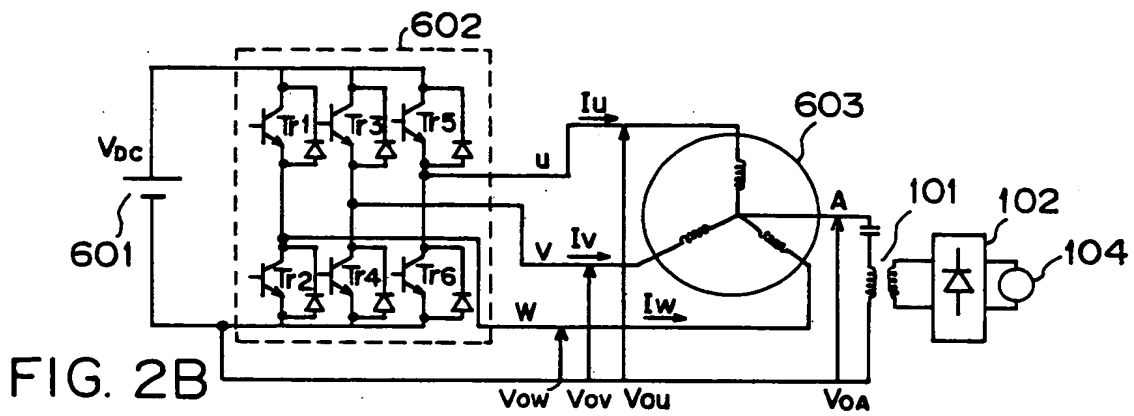 602
Tr1
Tr3
Tr5
Iu
603
VDC
u
A
101
102
601
V
Iv
104
Tr2
Tr4
Tr6
W
Iw
FIG. 2B
Vow
Vov
Vou
VOA